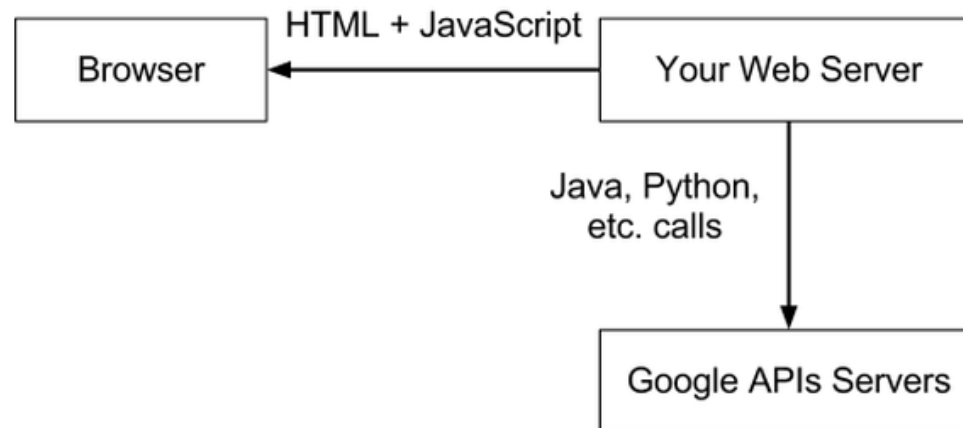 HTML + JavaScript
Browser
Your Web Server
Java, Python,
etc. calls
Google APIs Servers